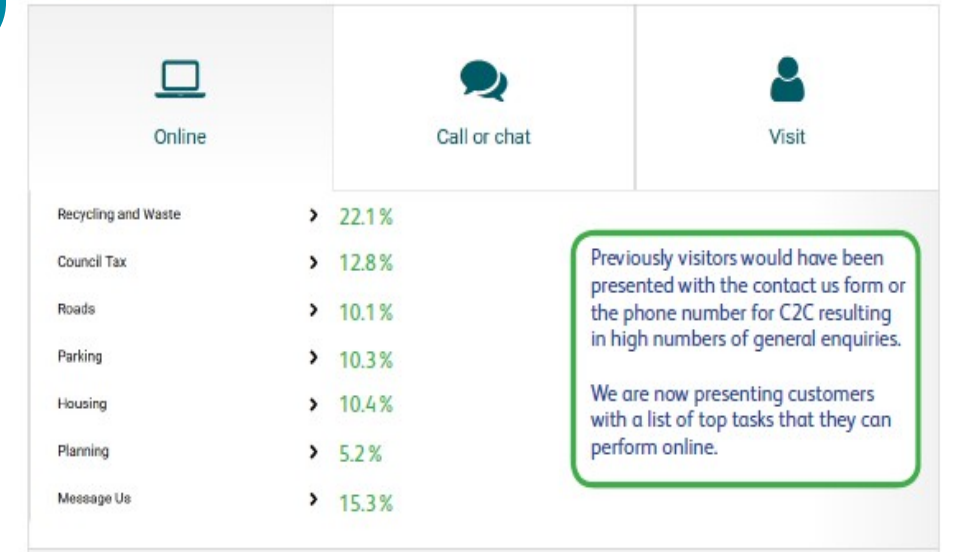 Online
Call or chat
Visit
Recycling and Waste > 22.1%
Council Tax > 12.8%
Roads > 10.1%
Parking > 10.3%
Housing > 10.4%
Planning > 5.2%
Message Us > 15.3%
Previously visitors would have been
presented with the contact us form or
the phone number for C2C resulting
in high numbers of general enquiries.
We are now presenting customers
with a list of top tasks that they can
perform online.